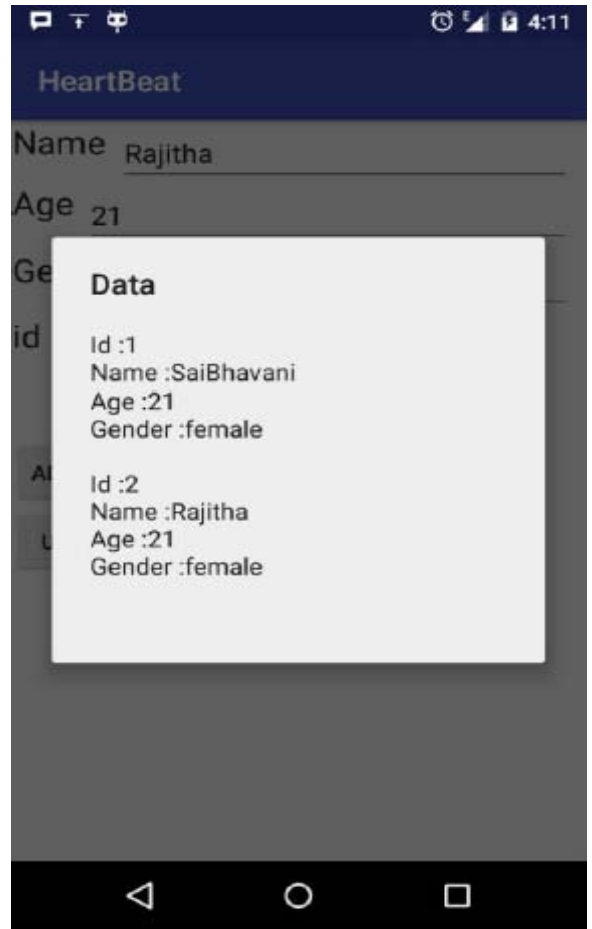 4:11
HeartBeat
Name Rajitha
Age 21
Ge
id
Data
Id :1
Name :SaiBhavani
Age :21
Gender :female
Id :2
Name :Rajitha
Age :21
Gender :female